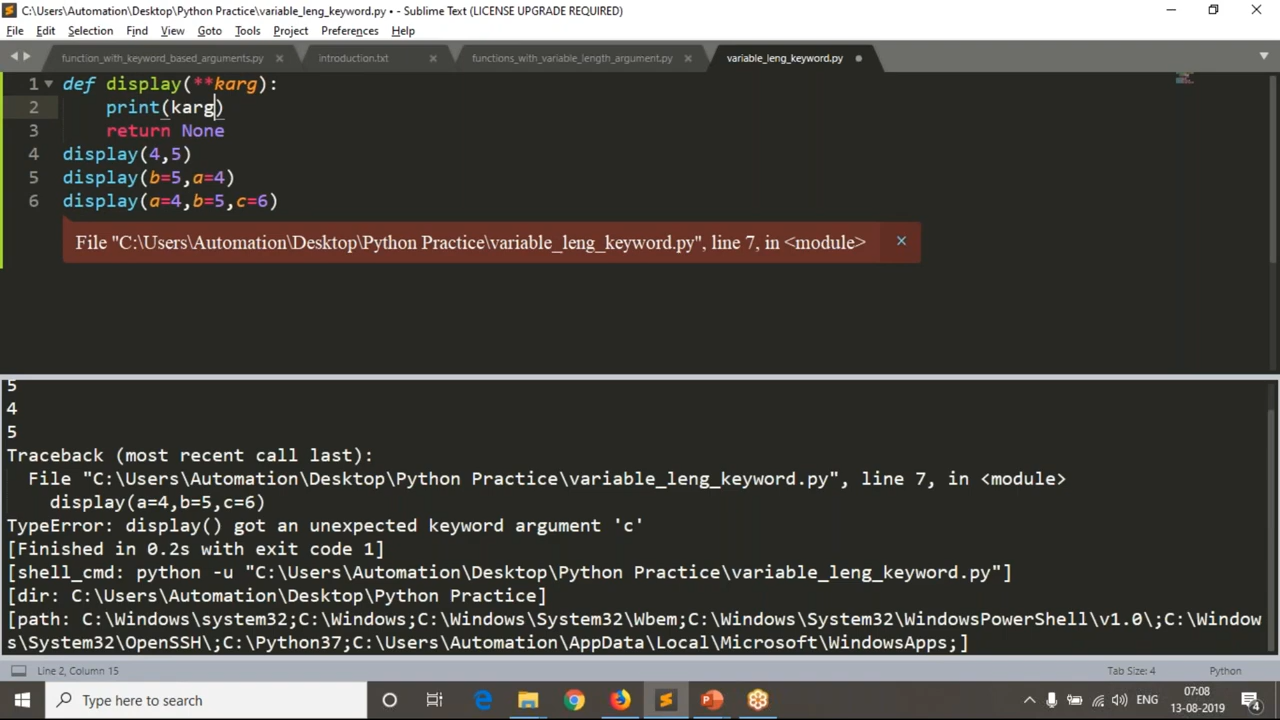 C:\Users\Automation\Desktop\Python Practice\variable_leng_keyword.py • - Sublime Text (LICENSE UPGRADE REQUIRED)
File Edit Selection Find View Goto Tools Project Preferences Help
function_with_keyword_based_arguments.py introduction.txt functions_with_variable_length_argument.py variable_leng_keyword.py
1 def display(**karg):
2 print(karg)
3 return None
4 display(4,5)
5 display(b=5,a=4)
6 display(a=4,b=5,c=6)
File "C:\Users\Automation\Desktop\Python Practice\variable_leng_keyword.py", line 7, in <module> ×
5
4
5
Traceback (most recent call last):
File "C:\Users\Automation\Desktop\Python Practice\variable_leng_keyword.py", line 7, in <module>
display(a=4,b=5,c=6)
TypeError: display() got an unexpected keyword argument 'c'
[Finished in 0.2s with exit code 1]
[shell_cmd: python -u "C:\Users\Automation\Desktop\Python Practice\variable_leng_keyword.py"]
[dir: C:\Users\Automation\Desktop\Python Practice]
[path: C:\Windows\system32;C:\Windows;C:\Windows\System32\Wbem;C:\Windows\System32\WindowsPowerShell\v1.0\;C:\Window
s\System32\OpenSSH\;C:\Python37;C:\Users\Automation\AppData\Local\Microsoft\WindowsApps;]
Line 2, Column 15 Tab Size: 4 Python
Type here to search ENG 07:08
13-08-2019 4